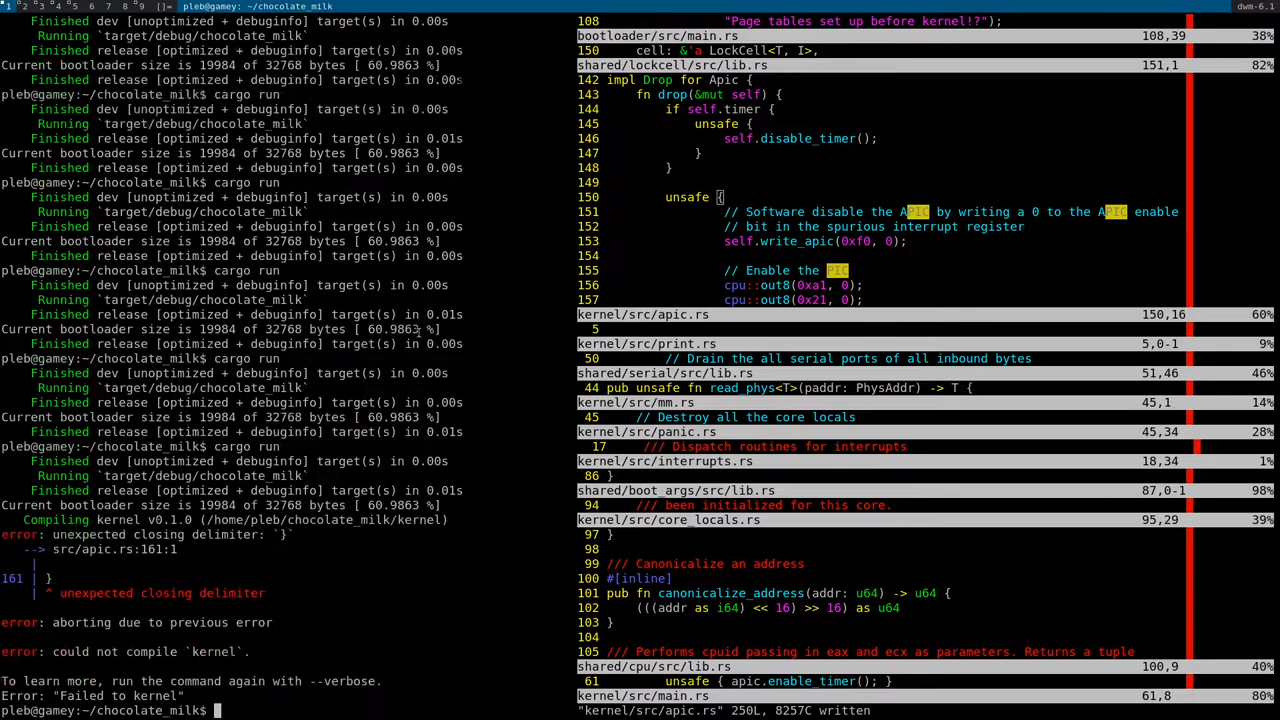 1 2 3 4 5 6 7 8 9 []= pleb@gamey:~/chocolate_milk dwm-6.1
Finished dev [unoptimized + debuginfo] target(s) in 0.00s
Running `target/debug/chocolate_milk`
Finished release [optimized + debuginfo] target(s) in 0.00s
Current bootloader size is 19984 of 32768 bytes [ 60.9863 %]
Finished release [optimized + debuginfo] target(s) in 0.00s
pleb@gamey:~/chocolate_milk$ cargo run
Finished dev [unoptimized + debuginfo] target(s) in 0.00s
Running `target/debug/chocolate_milk`
Finished release [optimized + debuginfo] target(s) in 0.01s
Current bootloader size is 19984 of 32768 bytes [ 60.9863 %]
Finished release [optimized + debuginfo] target(s) in 0.00s
pleb@gamey:~/chocolate_milk$ cargo run
Finished dev [unoptimized + debuginfo] target(s) in 0.00s
Running `target/debug/chocolate_milk`
Finished release [optimized + debuginfo] target(s) in 0.00s
Current bootloader size is 19984 of 32768 bytes [ 60.9863 %]
Finished release [optimized + debuginfo] target(s) in 0.00s
pleb@gamey:~/chocolate_milk$ cargo run
Finished dev [unoptimized + debuginfo] target(s) in 0.00s
Running `target/debug/chocolate_milk`
Finished release [optimized + debuginfo] target(s) in 0.01s
Current bootloader size is 19984 of 32768 bytes [ 60.9863 %]
Finished release [optimized + debuginfo] target(s) in 0.00s
pleb@gamey:~/chocolate_milk$ cargo run
Finished dev [unoptimized + debuginfo] target(s) in 0.00s
Running `target/debug/chocolate_milk`
Finished release [optimized + debuginfo] target(s) in 0.01s
Current bootloader size is 19984 of 32768 bytes [ 60.9863 %]
Finished release [optimized + debuginfo] target(s) in 0.01s
pleb@gamey:~/chocolate_milk$ cargo run
Finished dev [unoptimized + debuginfo] target(s) in 0.00s
Running `target/debug/chocolate_milk`
Finished release [optimized + debuginfo] target(s) in 0.01s
Current bootloader size is 19984 of 32768 bytes [ 60.9863 %]
Compiling kernel v0.1.0 (/home/pleb/chocolate_milk/kernel)
error: unexpected closing delimiter: `}`
--> src/apic.rs:161:1
|
161 | }
| ^ unexpected closing delimiter
error: aborting due to previous error
error: could not compile `kernel`.
To learn more, run the command again with --verbose.
Error: "Failed to kernel"
pleb@gamey:~/chocolate_milk$
108 "Page tables set up before kernel!?");
bootloader/src/main.rs 108,39 38%
150 cell: &'a LockCell<T, I>,
shared/lockcell/src/lib.rs 151,1 82%
142 impl Drop for Apic {
143 fn drop(&mut self) {
144 if self.timer {
145 unsafe {
146 self.disable_timer();
147 }
148 }
149
150 unsafe {
151 // Software disable the APIC by writing a 0 to the APIC enable
152 // bit in the spurious interrupt register
153 self.write_apic(0xf0, 0);
154
155 // Enable the PIC
156 cpu::out8(0xa1, 0);
157 cpu::out8(0x21, 0);
kernel/src/apic.rs 150,16 60%
5
kernel/src/print.rs 5,0-1 9%
50 // Drain the all serial ports of all inbound bytes
shared/serial/src/lib.rs 51,46 46%
44 pub unsafe fn read_phys<T>(paddr: PhysAddr) -> T {
kernel/src/mm.rs 45,1 14%
45 // Destroy all the core locals
kernel/src/panic.rs 45,34 28%
17 /// Dispatch routines for interrupts
kernel/src/interrupts.rs 18,34 1%
86 }
shared/boot_args/src/lib.rs 87,0-1 98%
94 /// been initialized for this core.
kernel/src/core_locals.rs 95,29 39%
97 }
98
99 /// Canonicalize an address
100 #[inline]
101 pub fn canonicalize_address(addr: u64) -> u64 {
102 (((addr as i64) << 16) >> 16) as u64
103 }
104
105 /// Performs cpuid passing in eax and ecx as parameters. Returns a tuple
shared/cpu/src/lib.rs 100,9 40%
61 unsafe { apic.enable_timer(); }
kernel/src/main.rs 61,8 80%
"kernel/src/apic.rs" 250L, 8257C written